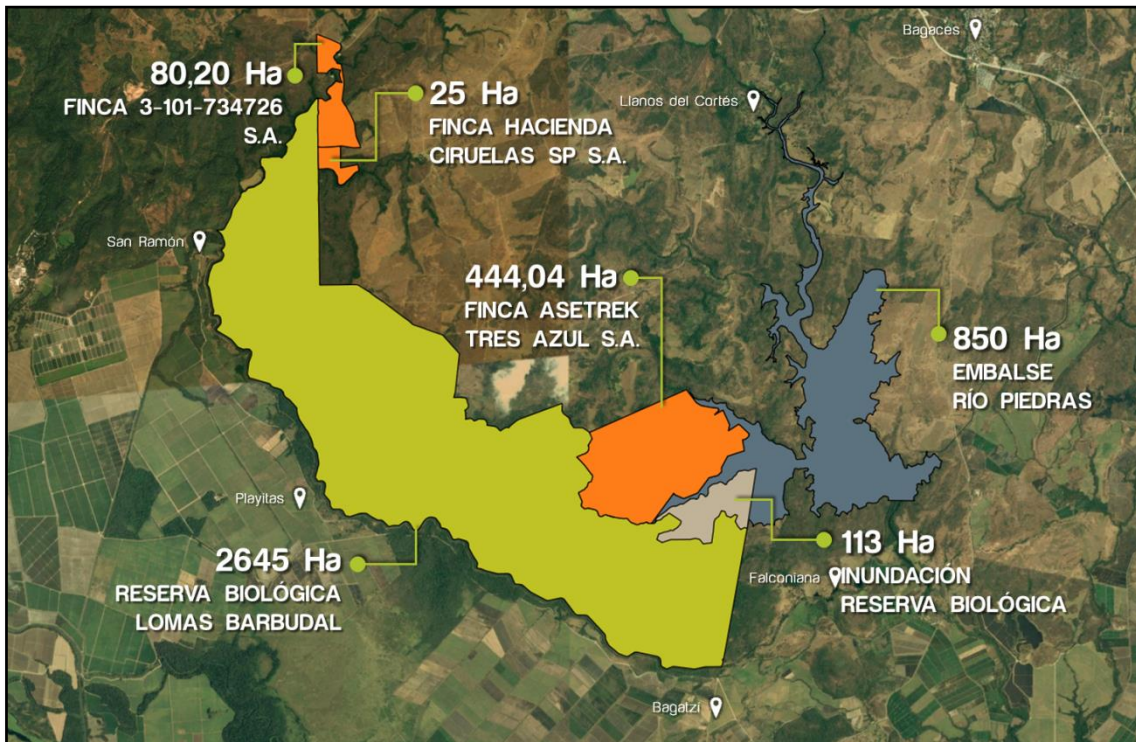 Bagaces
80,20 Ha
FINCA 3-101-734726
S.A.
25 Ha
FINCA HACIENDA
CIRUELAS SP S.A.
Llanos del Cortés
San Ramón
444,04 Ha
FINCA ASETREK
TRES AZUL S.A.
850 Ha
EMBALSE
RÍO PIEDRAS
Playitas
2645 Ha
RESERVA BIOLÓGICA
LOMAS BARBUDAL
113 Ha
INUNDACIÓN
RESERVA BIOLÓGICA
Falconiana
Bagatzi